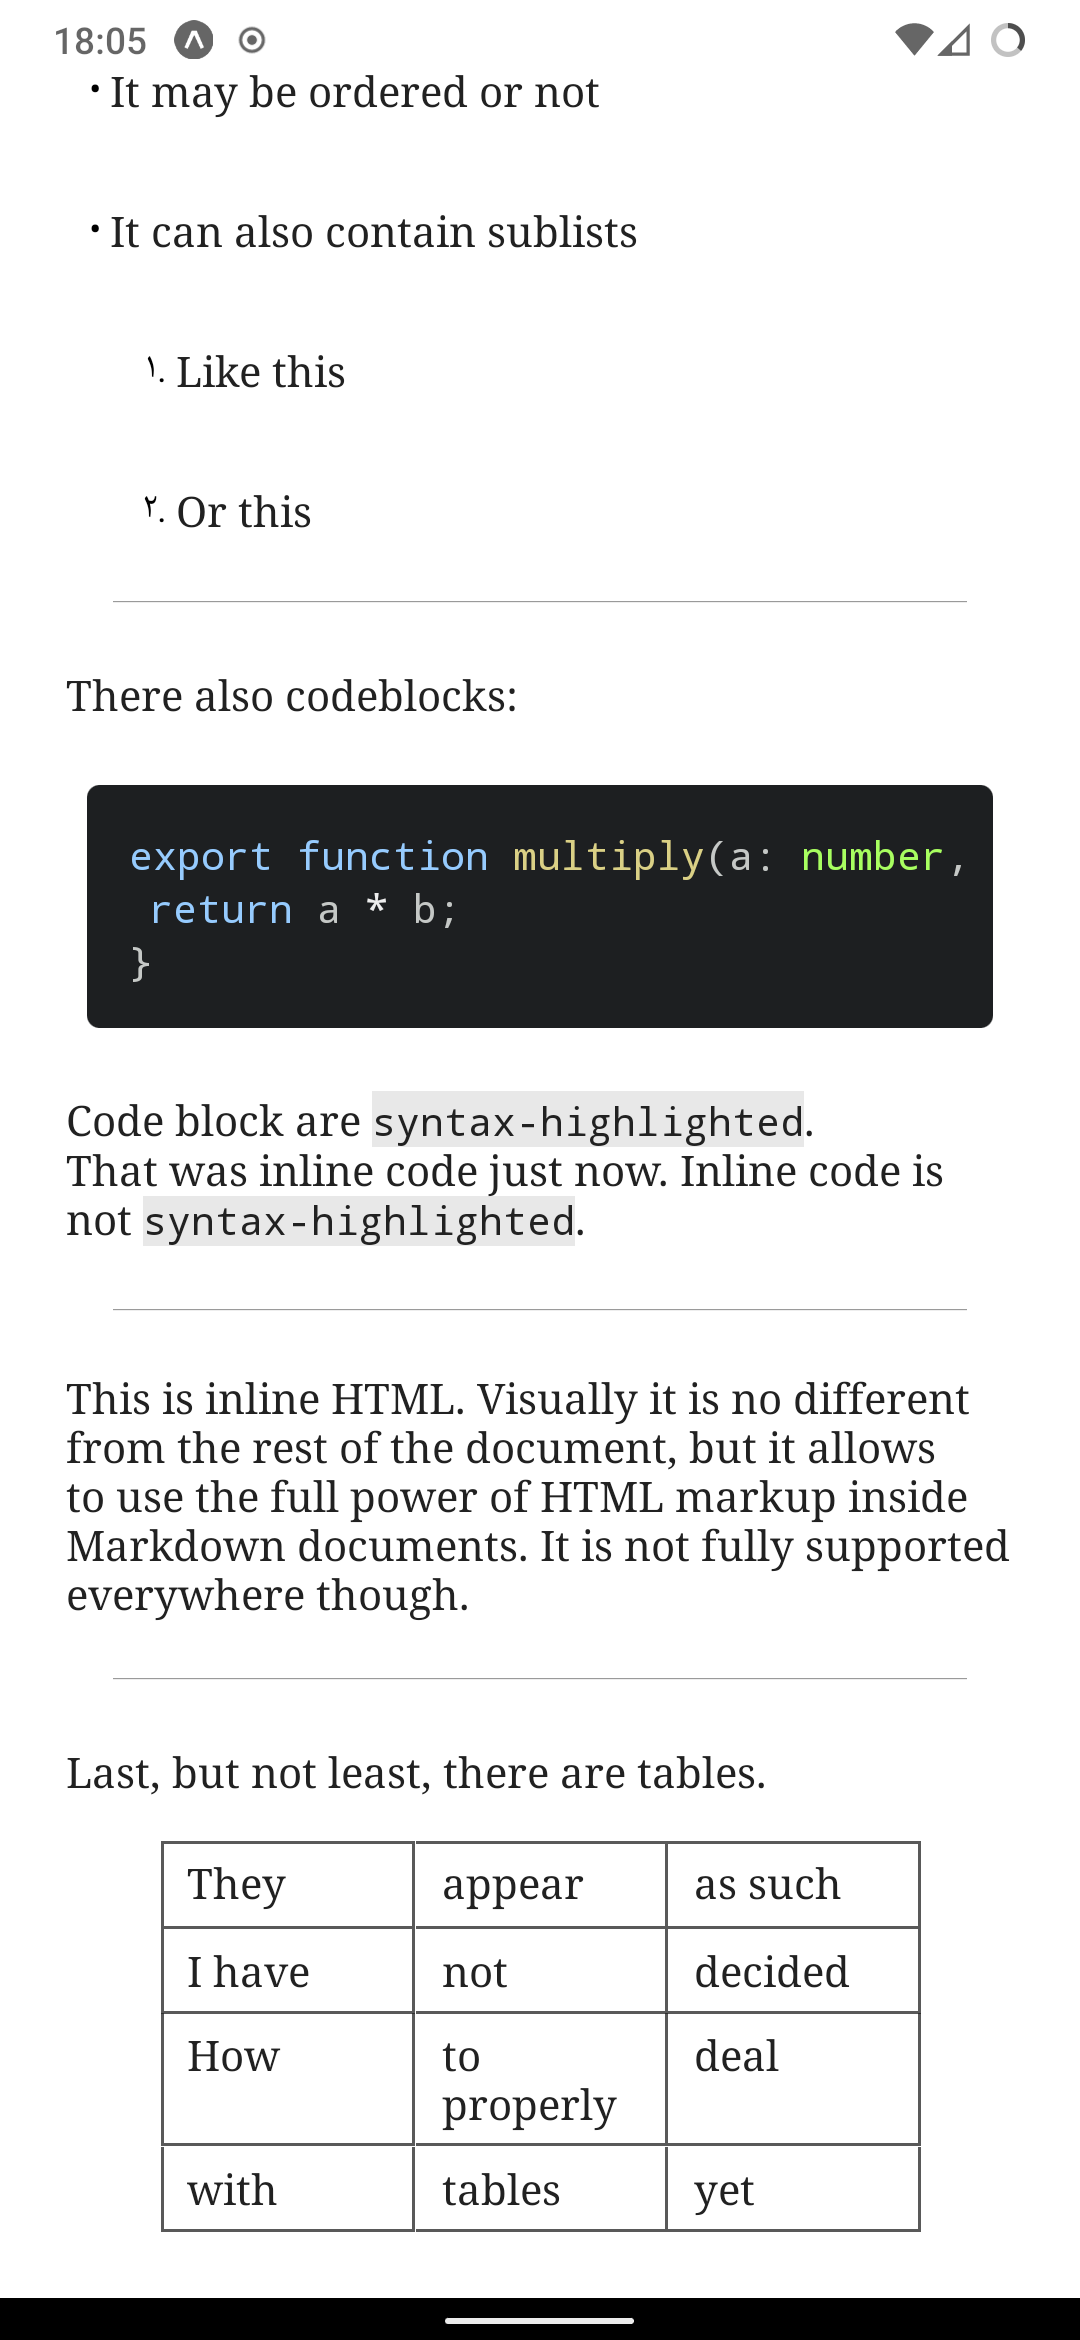 18:05
• It may be ordered or not
• It can also contain sublists
١. Like this
٢. Or this
There also codeblocks:
export function multiply(a: number,
return a * b;
}
Code block are syntax-highlighted.
That was inline code just now. Inline code is
not syntax-highlighted.
This is inline HTML. Visually it is no different
from the rest of the document, but it allows
to use the full power of HTML markup inside
Markdown documents. It is not fully supported
everywhere though.
Last, but not least, there are tables.
They appear as such
I have not decided
How to deal
properly
with tables yet